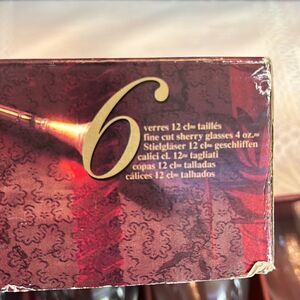 6
verres 12 cl≈ taillés
fine cut sherry glasses 4 oz.≈
Stielgläser 12 cl≈ geschliffen
calici cl. 12≈ tagliati
copas 12 cl≈ talladas
cálices 12 cl≈ talhados